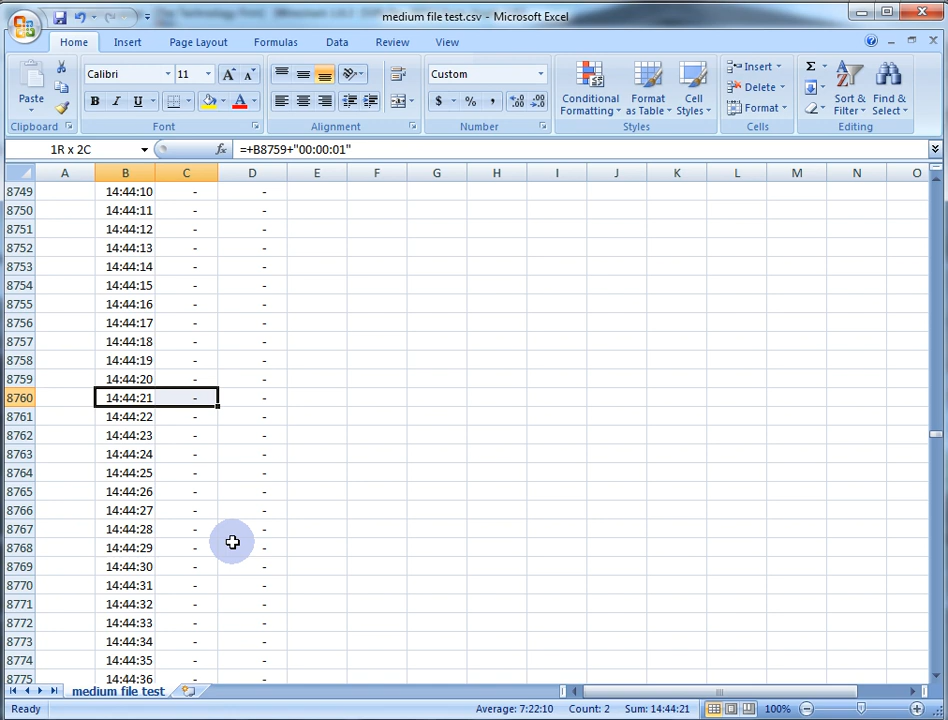 medium file test.csv - Microsoft Excel
Home Insert Page Layout Formulas Data Review View
Paste
Clipboard
Calibri 11
B I U
Font
Alignment
Custom
$ % ,
Number
Conditional Formatting
Format as Table
Cell Styles
Styles
Insert
Delete
Format
Cells
Σ
Sort & Filter
Find & Select
Editing
1R x 2C fx =+B8759+"00:00:01"
A B C D E F G H I J K L M N O
8749 14:44:10 - -
8750 14:44:11 - -
8751 14:44:12 - -
8752 14:44:13 - -
8753 14:44:14 - -
8754 14:44:15 - -
8755 14:44:16 - -
8756 14:44:17 - -
8757 14:44:18 - -
8758 14:44:19 - -
8759 14:44:20 - -
8760 14:44:21 - -
8761 14:44:22 - -
8762 14:44:23 - -
8763 14:44:24 - -
8764 14:44:25 - -
8765 14:44:26 - -
8766 14:44:27 - -
8767 14:44:28 - -
8768 14:44:29 - -
8769 14:44:30 - -
8770 14:44:31 - -
8771 14:44:32 - -
8772 14:44:33 - -
8773 14:44:34 - -
8774 14:44:35 - -
8775 14:44:36 - -
medium file test
Ready Average: 7:22:10 Count: 2 Sum: 14:44:21 100%